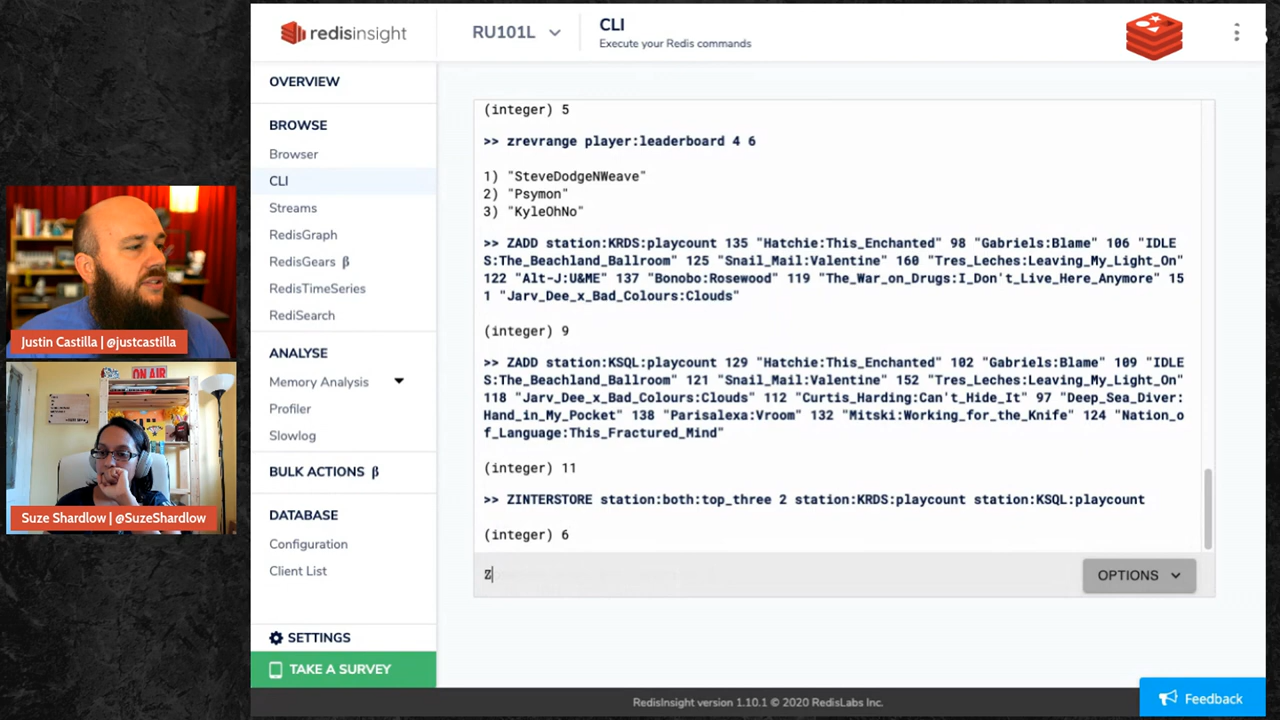 redisinsight
RU101L
CLI
Execute your Redis commands
OVERVIEW
BROWSE
Browser
CLI
Streams
RedisGraph
RedisGears β
RedisTimeSeries
RediSearch
ANALYSE
Memory Analysis
Profiler
Slowlog
BULK ACTIONS β
DATABASE
Configuration
Client List
SETTINGS
TAKE A SURVEY
(integer) 5
>> zrevrange player:leaderboard 4 6
1) "SteveDodgeNWeave"
2) "Psymon"
3) "KyleOhNo"
>> ZADD station:KRDS:playcount 135 "Hatchie:This_Enchanted" 98 "Gabriels:Blame" 106 "IDLE
S:The_Beachland_Ballroom" 125 "Snail_Mail:Valentine" 160 "Tres_Leches:Leaving_My_Light_On"
122 "Alt-J:U&ME" 137 "Bonobo:Rosewood" 119 "The_War_on_Drugs:I_Don't_Live_Here_Anymore" 15
1 "Jarv_Dee_x_Bad_Colours:Clouds"
(integer) 9
>> ZADD station:KSQL:playcount 129 "Hatchie:This_Enchanted" 102 "Gabriels:Blame" 109 "IDLE
S:The_Beachland_Ballroom" 121 "Snail_Mail:Valentine" 152 "Tres_Leches:Leaving_My_Light_On"
118 "Jarv_Dee_x_Bad_Colours:Clouds" 112 "Curtis_Harding:Can't_Hide_It" 97 "Deep_Sea_Diver:
Hand_in_My_Pocket" 138 "Parisalexa:Vroom" 132 "Mitski:Working_for_the_Knife" 124 "Nation_o
f_Language:This_Fractured_Mind"
(integer) 11
>> ZINTERSTORE station:both:top_three 2 station:KRDS:playcount station:KSQL:playcount
(integer) 6
Z
OPTIONS
RedisInsight version 1.10.1 © 2020 RedisLabs Inc.
Feedback
Justin Castilla | @justcastilla
ON AIR
Suze Shardlow | @SuzeShardlow